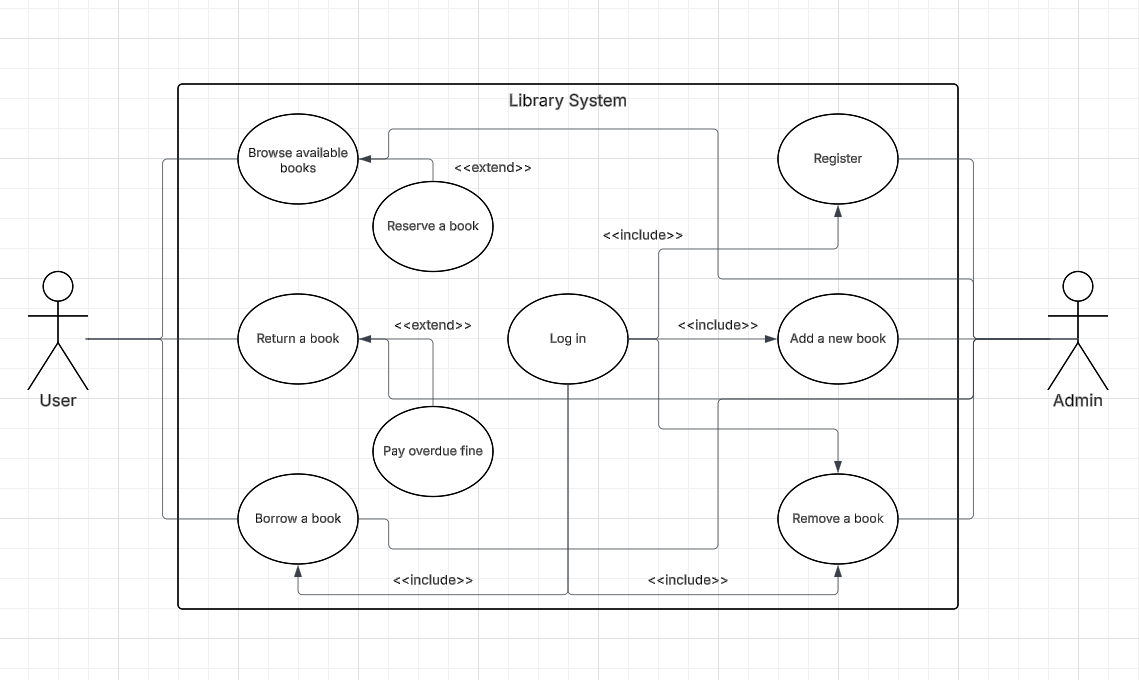 Library System
Browse available
books
<<extend>>
Register
Reserve a book
<<include>>
<<extend>>
<<include>>
Return a book
Log in
Add a new book
User
Admin
Pay overdue fine
Borrow a book
Remove a book
<<include>>
<<include>>